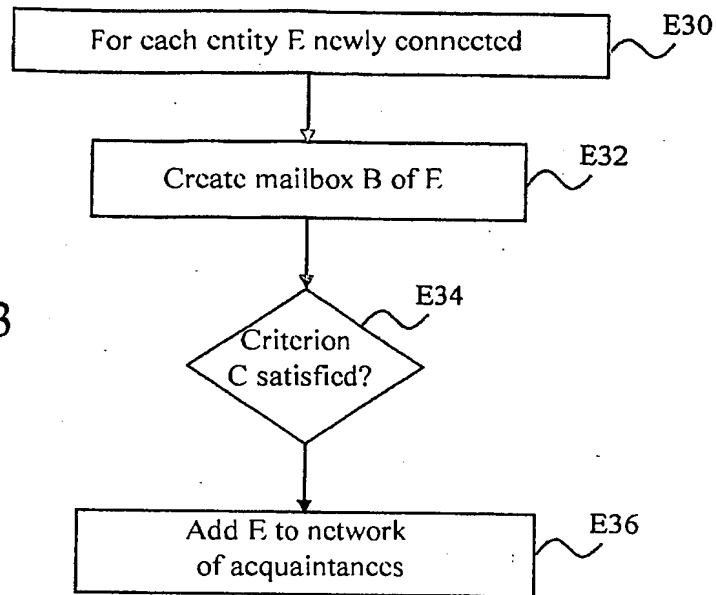 For each entity E newly connected
E30
Create mailbox B of E
E32
3
E34
Criterion
C satisfied?
Add E to network
of acquaintances
E36